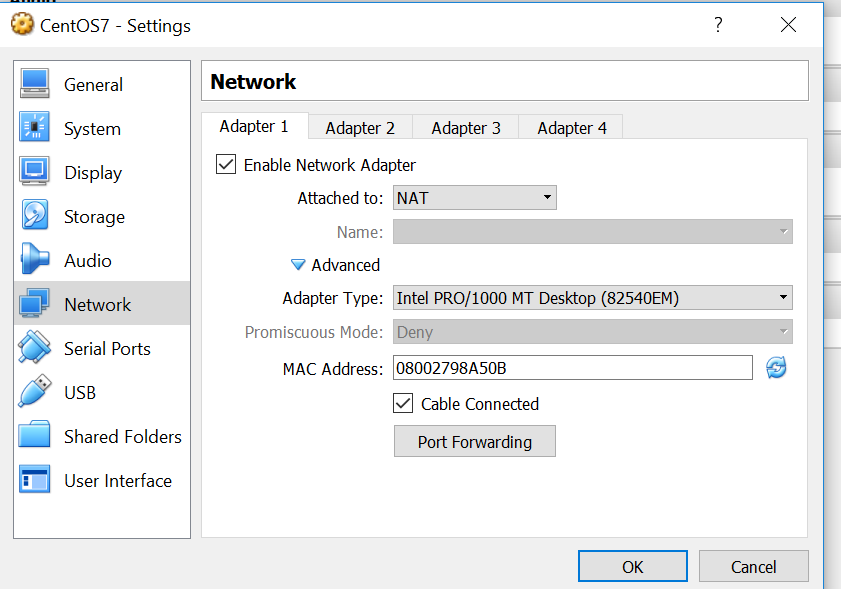 CentOS7 - Settings
?
General
System
Display
Storage
Audio
Network
Serial Ports
USB
Shared Folders
User Interface
Network
Adapter 1
Adapter 2
Adapter 3
Adapter 4
Enable Network Adapter
Attached to: NAT
Name:
Advanced
Adapter Type: Intel PRO/1000 MT Desktop (82540EM)
Promiscuous Mode: Deny
MAC Address: 08002798A50B
Cable Connected
Port Forwarding
OK
Cancel